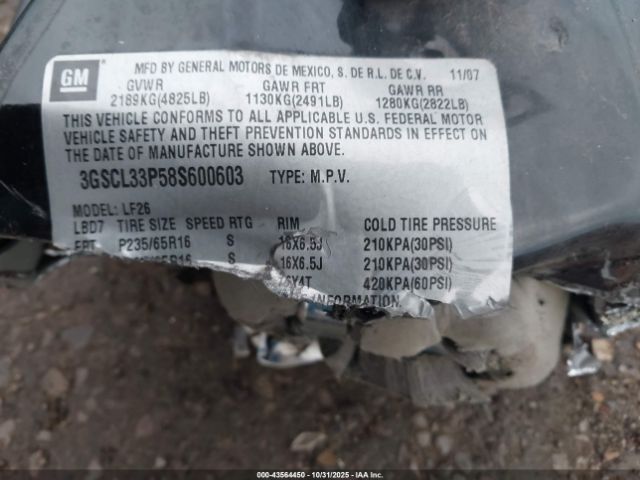 GM
MFD BY GENERAL MOTORS DE MEXICO, S. DE R.L. DE C.V. 11/07
GVWR GAWR FRT GAWR RR
2189KG(4825LB) 1130KG(2491LB) 1280KG(2822LB)
THIS VEHICLE CONFORMS TO ALL APPLICABLE U.S. FEDERAL MOTOR
VEHICLE SAFETY AND THEFT PREVENTION STANDARDS IN EFFECT ON
THE DATE OF MANUFACTURE SHOWN ABOVE.
3GSCL33P58S600603 TYPE: M.P.V.
MODEL: LF26
LBD7 TIRE SIZE SPEED RTG RIM COLD TIRE PRESSURE
FRT P235/65R16 S 16X6.5J 210KPA(30PSI)
S 16X6.5J 210KPA(30PSI)
420KPA(60PSI)
INFORMATION.
000-43564450 | 10/31/2025 | IAA Inc.